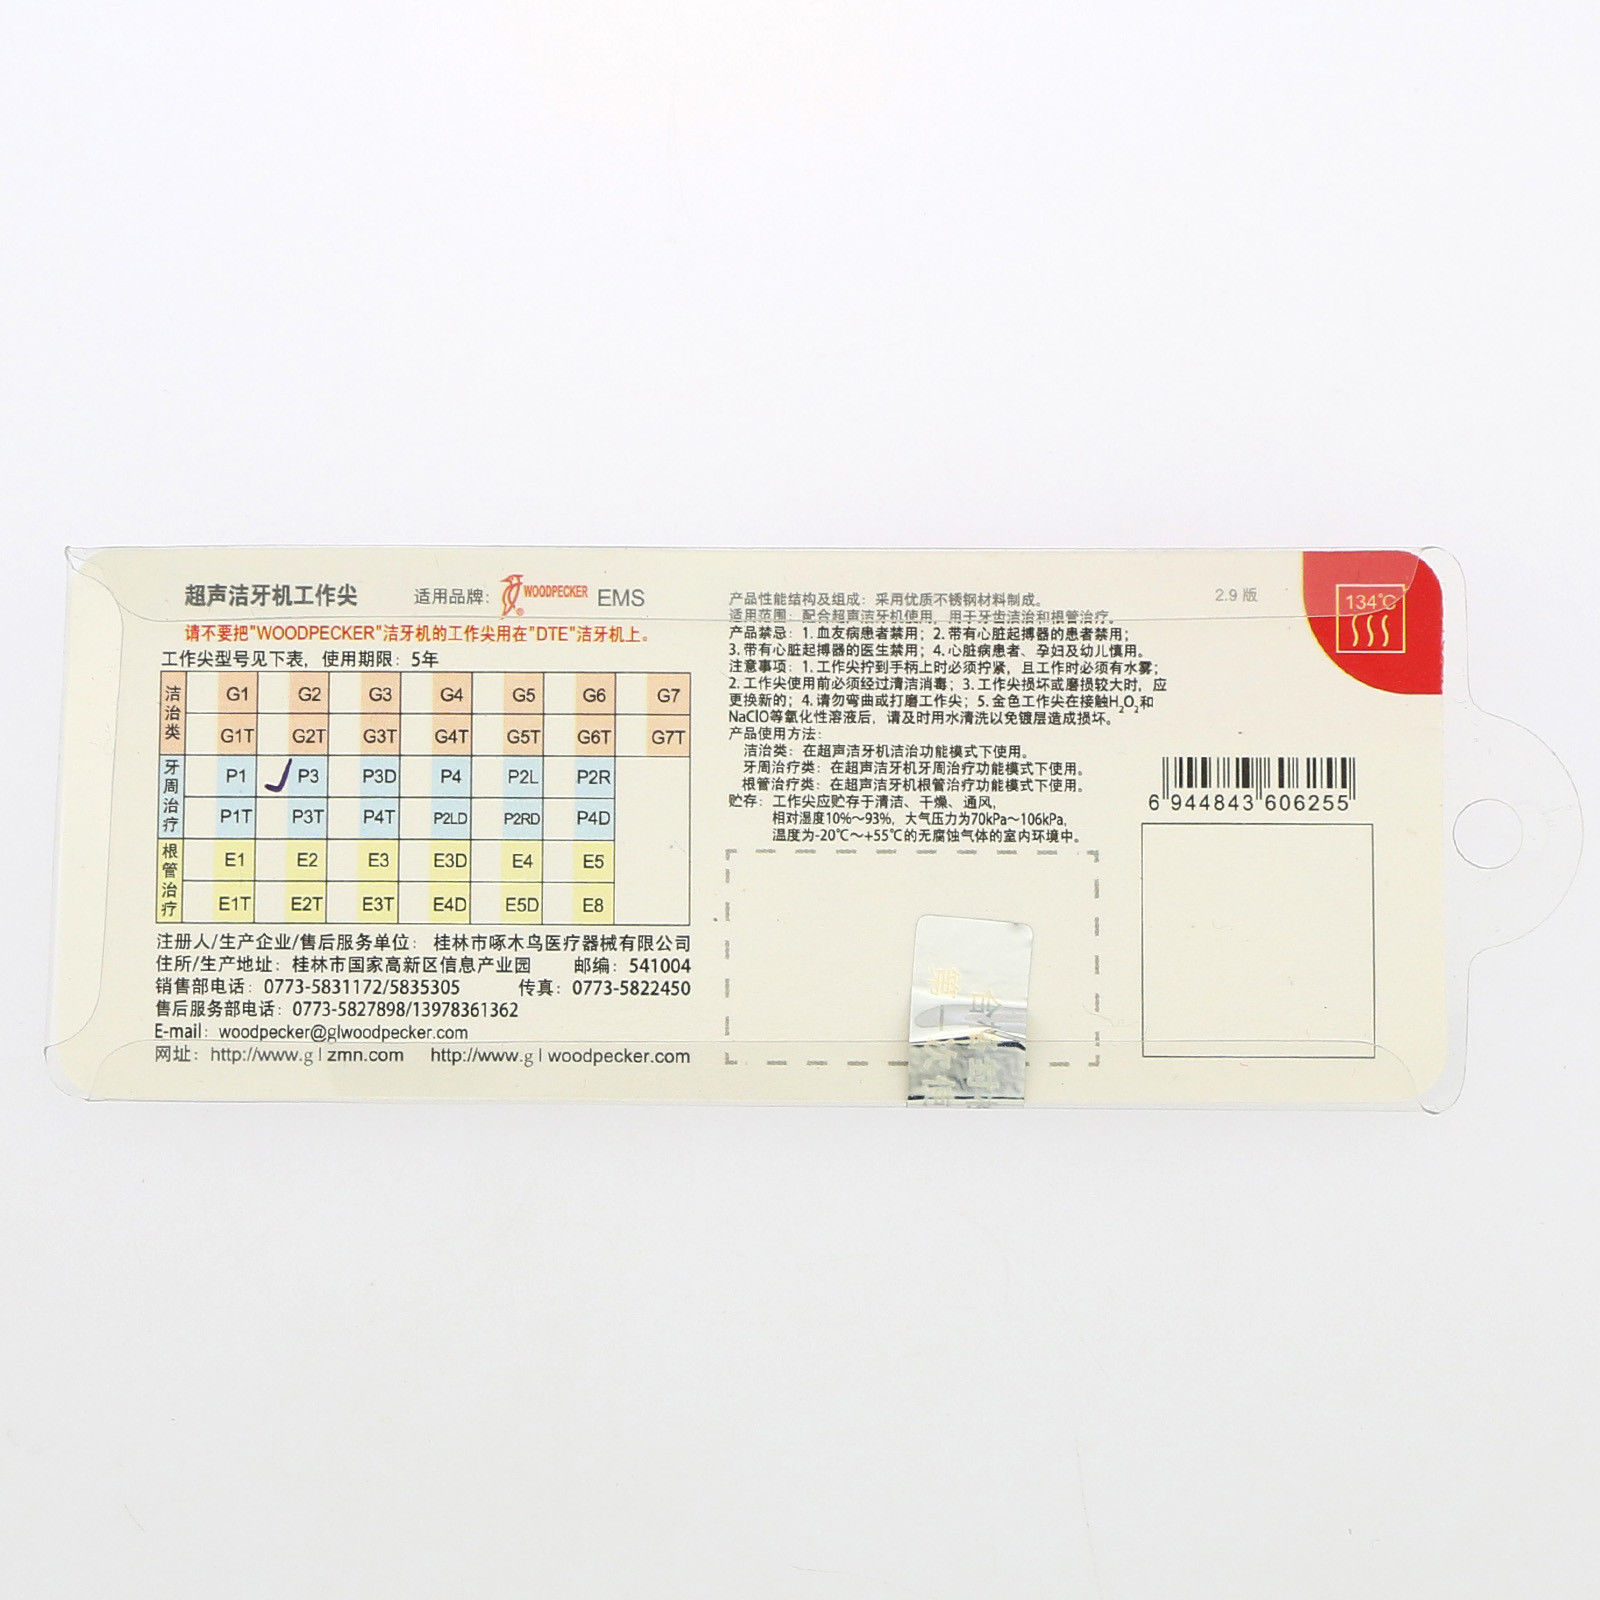 超声洁牙机工作尖 适用品牌: WOODPECKER EMS
请不要把"WOODPECKER"洁牙机的工作尖用在"DTE"洁牙机上。
工作尖型号见下表，使用期限：5年
洁治类
G1 G2 G3 G4 G5 G6 G7
G1T G2T G3T G4T G5T G6T G7T
牙周治疗
P1 P3 P3D P4 P2L P2R
P1T P3T P4T P2LD P2RD P4D
根管治疗
E1 E2 E3 E3D E4 E5
E1T E2T E3T E4D E5D E8
注册人/生产企业/售后服务单位：桂林市啄木鸟医疗器械有限公司
住所/生产地址：桂林市国家高新区信息产业园 邮编：541004
销售部电话：0773-5831172/5835305 传真：0773-5822450
售后服务部电话：0773-5827898/13978361362
E-mail：woodpecker@glwoodpecker.com
网址：http://www.glzmn.com http://www.glwoodpecker.com
产品性能结构及组成：采用优质不锈钢材料制成。
适用范围：配合超声洁牙机使用，用于牙齿洁治和根管治疗。
产品禁忌：1. 血友病患者禁用；2. 带有心脏起搏器的患者禁用；
3. 带有心脏起搏器的医生禁用；4. 心脏病患者、孕妇及幼儿慎用。
注意事项：1. 工作尖拧到手柄上时必须拧紧，且工作时必须有水雾；
2. 工作尖使用前必须经过清洁消毒；3. 工作尖损坏或磨损较大时，应
更换新的；4. 请勿弯曲或打磨工作尖；5. 金色工作尖在接触H₂O₂和
NaClO等氧化性溶液后，请及时用水清洗以免镀层造成损坏。
产品使用方法：
洁治类：在超声洁牙机洁治功能模式下使用。
牙周治疗类：在超声洁牙机牙周治疗功能模式下使用。
根管治疗类：在超声洁牙机根管治疗功能模式下使用。
贮存：工作尖应贮存于清洁、干燥、通风，
相对湿度10%～93%，大气压力为70kPa～106kPa，
温度为-20℃～+55℃的无腐蚀气体的室内环境中。
2.9 版
134℃
6 944843 606255